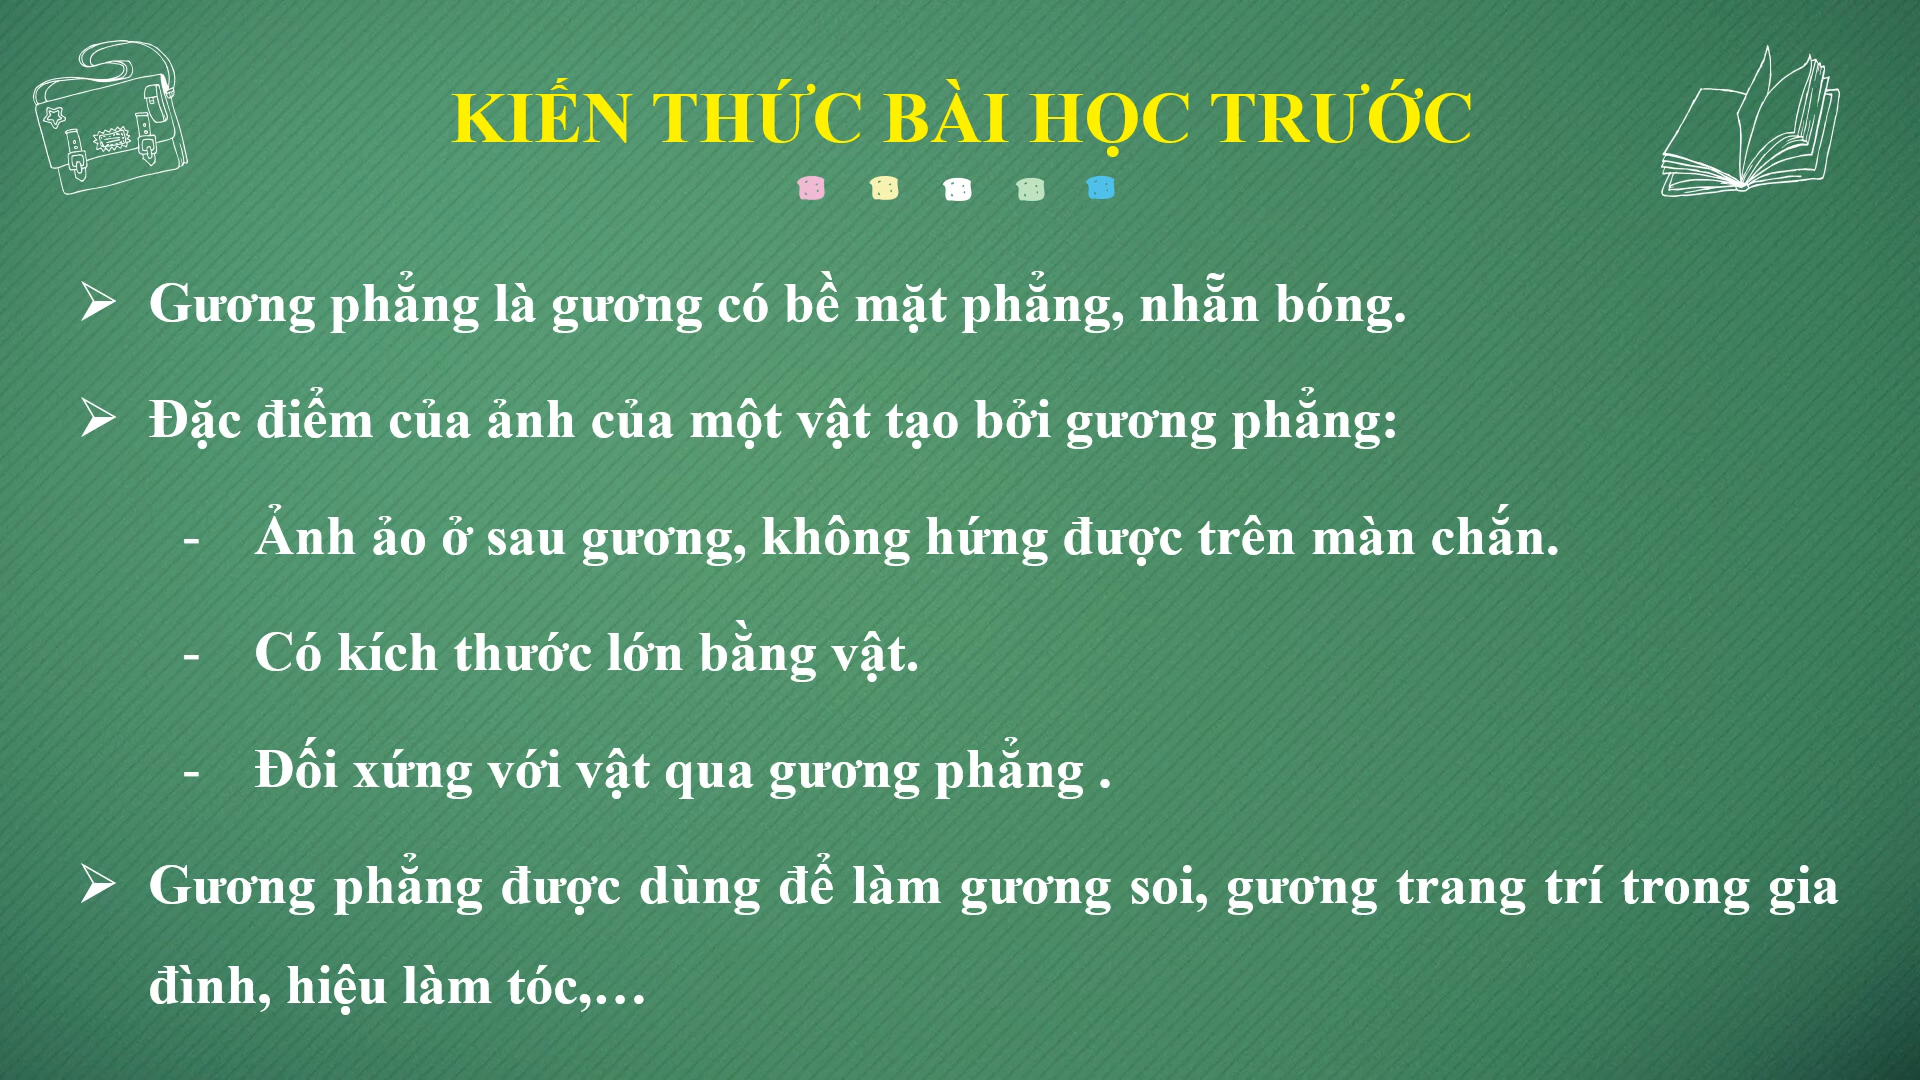 KIẾN THỨC BÀI HỌC TRƯỚC
➢ Gương phẳng là gương có bề mặt phẳng, nhẵn bóng.
➢ Đặc điểm của ảnh của một vật tạo bởi gương phẳng:
- Ảnh ảo ở sau gương, không hứng được trên màn chắn.
- Có kích thước lớn bằng vật.
- Đối xứng với vật qua gương phẳng .
➢ Gương phẳng được dùng để làm gương soi, gương trang trí trong gia
đình, hiệu làm tóc,…